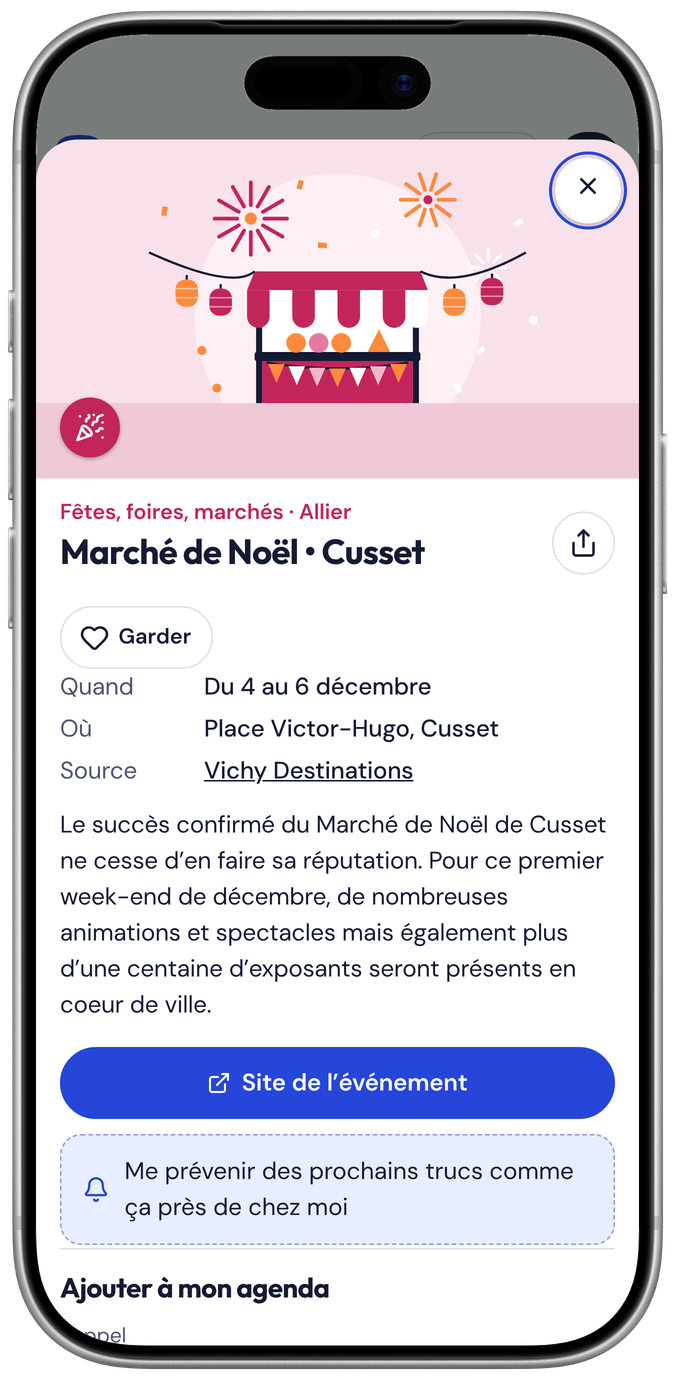 Fêtes, foires, marchés · Allier
Marché de Noël • Cusset
Garder
Quand Du 4 au 6 décembre
Où Place Victor-Hugo, Cusset
Source Vichy Destinations
Le succès confirmé du Marché de Noël de Cusset
ne cesse d’en faire sa réputation. Pour ce premier
week-end de décembre, de nombreuses
animations et spectacles mais également plus
d’une centaine d’exposants seront présents en
coeur de ville.
Site de l’événement
Me prévenir des prochains trucs comme
ça près de chez moi
Ajouter à mon agenda